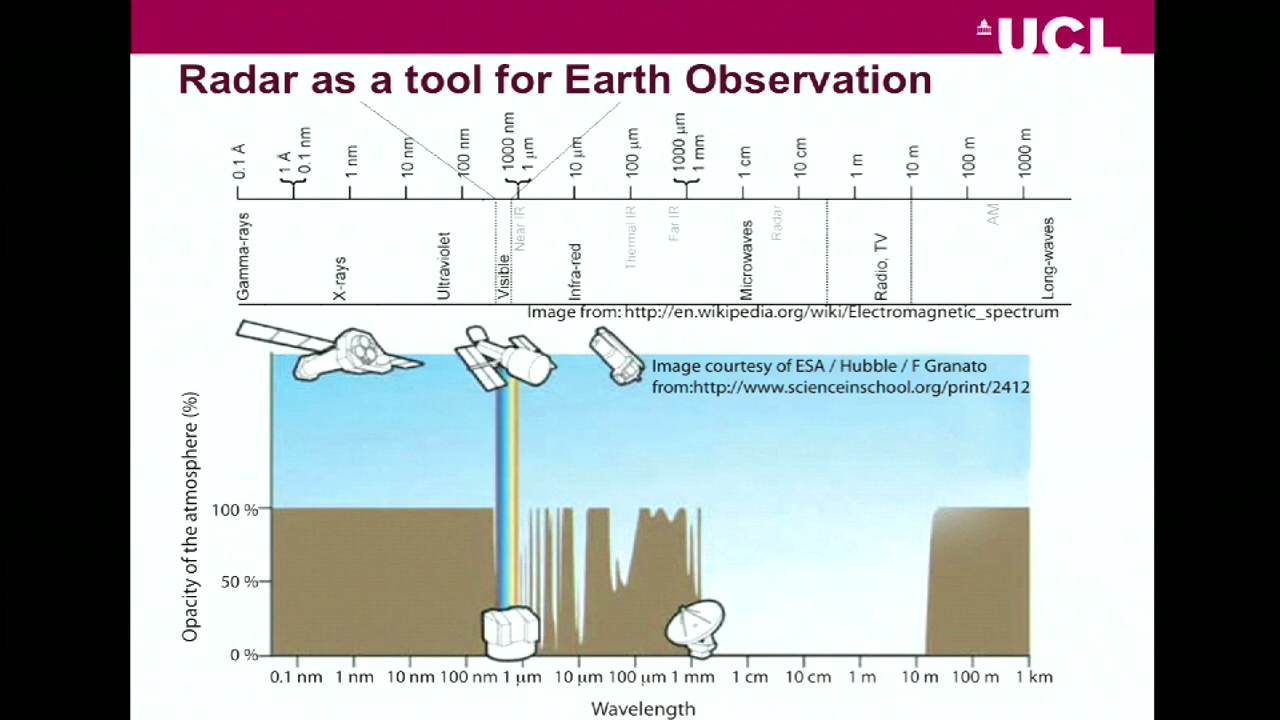 UCL
Radar as a tool for Earth Observation
0.1 Å
1 Å
0.1 nm
1 nm
10 nm
100 nm
1000 nm
1 µm
10 µm
100 µm
1000 µm
1 mm
1 cm
10 cm
1 m
10 m
100 m
1000 m
Gamma-rays
X-rays
Ultraviolet
Visible
Near IR
Infra-red
Thermal IR
Far IR
Microwaves
Radar
Radio, TV
AM
Long-waves
Image from: http://en.wikipedia.org/wiki/Electromagnetic_spectrum
Image courtesy of ESA / Hubble / F Granato
from:http://www.scienceinschool.org/print/2412
Opacity of the atmosphere (%)
100 %
50 %
0 %
0.1 nm 1 nm 10 nm 100 nm 1 µm 10 µm 100 µm 1 mm 1 cm 10 cm 1 m 10 m 100 m 1 km
Wavelength